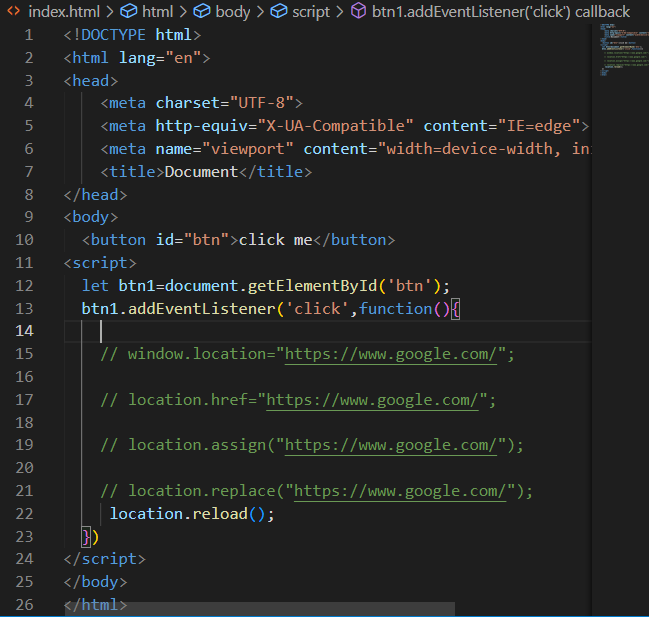 index.html > html > body > script > btn1.addEventListener('click') callback
1 <!DOCTYPE html>
2 <html lang="en">
3 <head>
4 <meta charset="UTF-8">
5 <meta http-equiv="X-UA-Compatible" content="IE=edge">
6 <meta name="viewport" content="width=device-width,
7 <title>Document</title>
8 </head>
9 <body>
10 <button id="btn">click me</button>
11 <script>
12 let btn1=document.getElementById('btn');
13 btn1.addEventListener('click',function(){
14
15 // window.location="https://www.google.com/";
16
17 // location.href="https://www.google.com/";
18
19 // location.assign("https://www.google.com/");
20
21 // location.replace("https://www.google.com/");
22 location.reload();
23 })
24 </script>
25 </body>
26 </html>